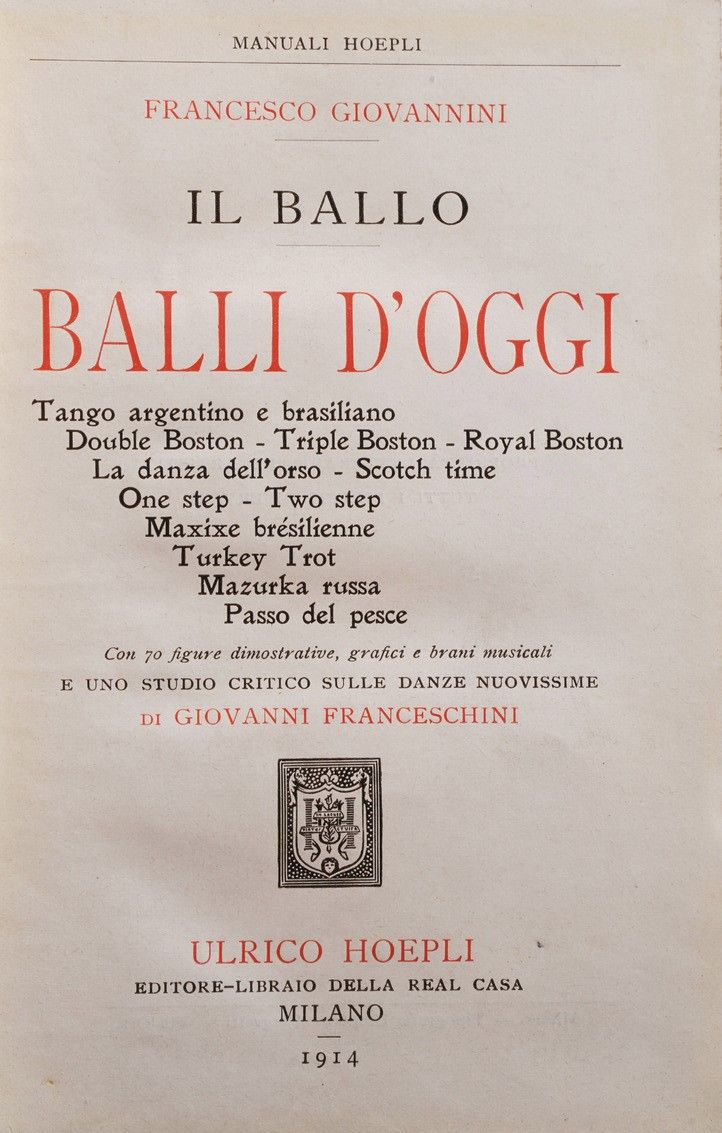 MANUALI HOEPLI
FRANCESCO GIOVANNINI
IL BALLO
BALLI D'OGGI
Tango argentino e brasiliano
Double Boston - Triple Boston - Royal Boston
La danza dell'orso - Scotch time
One step - Two step
Maxixe brésilienne
Turkey Trot
Mazurka russa
Passo del pesce
Con 70 figure dimostrative, grafici e brani musicali
E UNO STUDIO CRITICO SULLE DANZE NUOVISSIME
DI GIOVANNI FRANCESCHINI
ULRICO HOEPLI
EDITORE-LIBRAIO DELLA REAL CASA
MILANO
1914